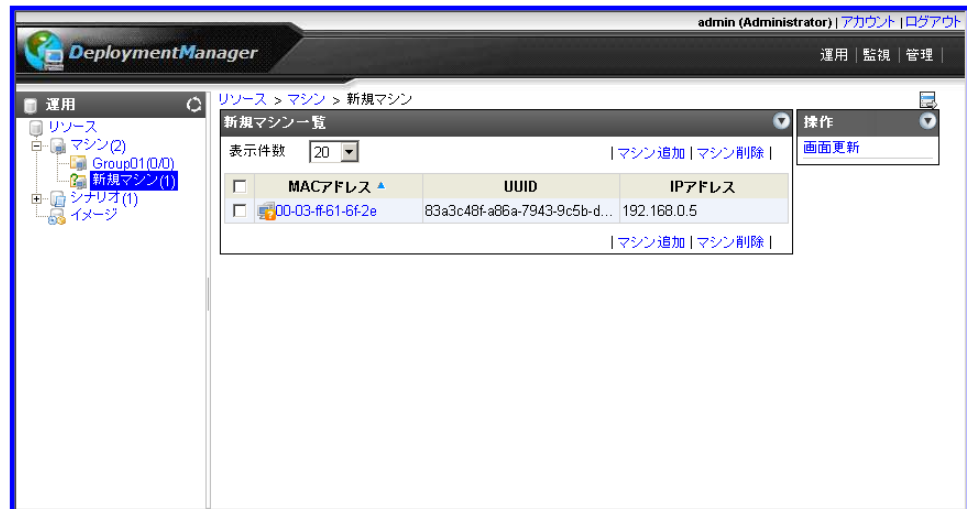 admin (Administrator) | アカウント | ログアウト
DeploymentManager
運用 | 監視 | 管理 |
運用
リソース
マシン(2)
Group01(0/0)
新規マシン(1)
シナリオ(1)
イメージ
リソース > マシン > 新規マシン
新規マシン一覧
表示件数 20
| マシン追加 | マシン削除 |
MACアドレス UUID IPアドレス
00-03-ff-61-6f-2e 83a3c48f-a86a-7943-9c5b-d... 192.168.0.5
| マシン追加 | マシン削除 |
操作
画面更新